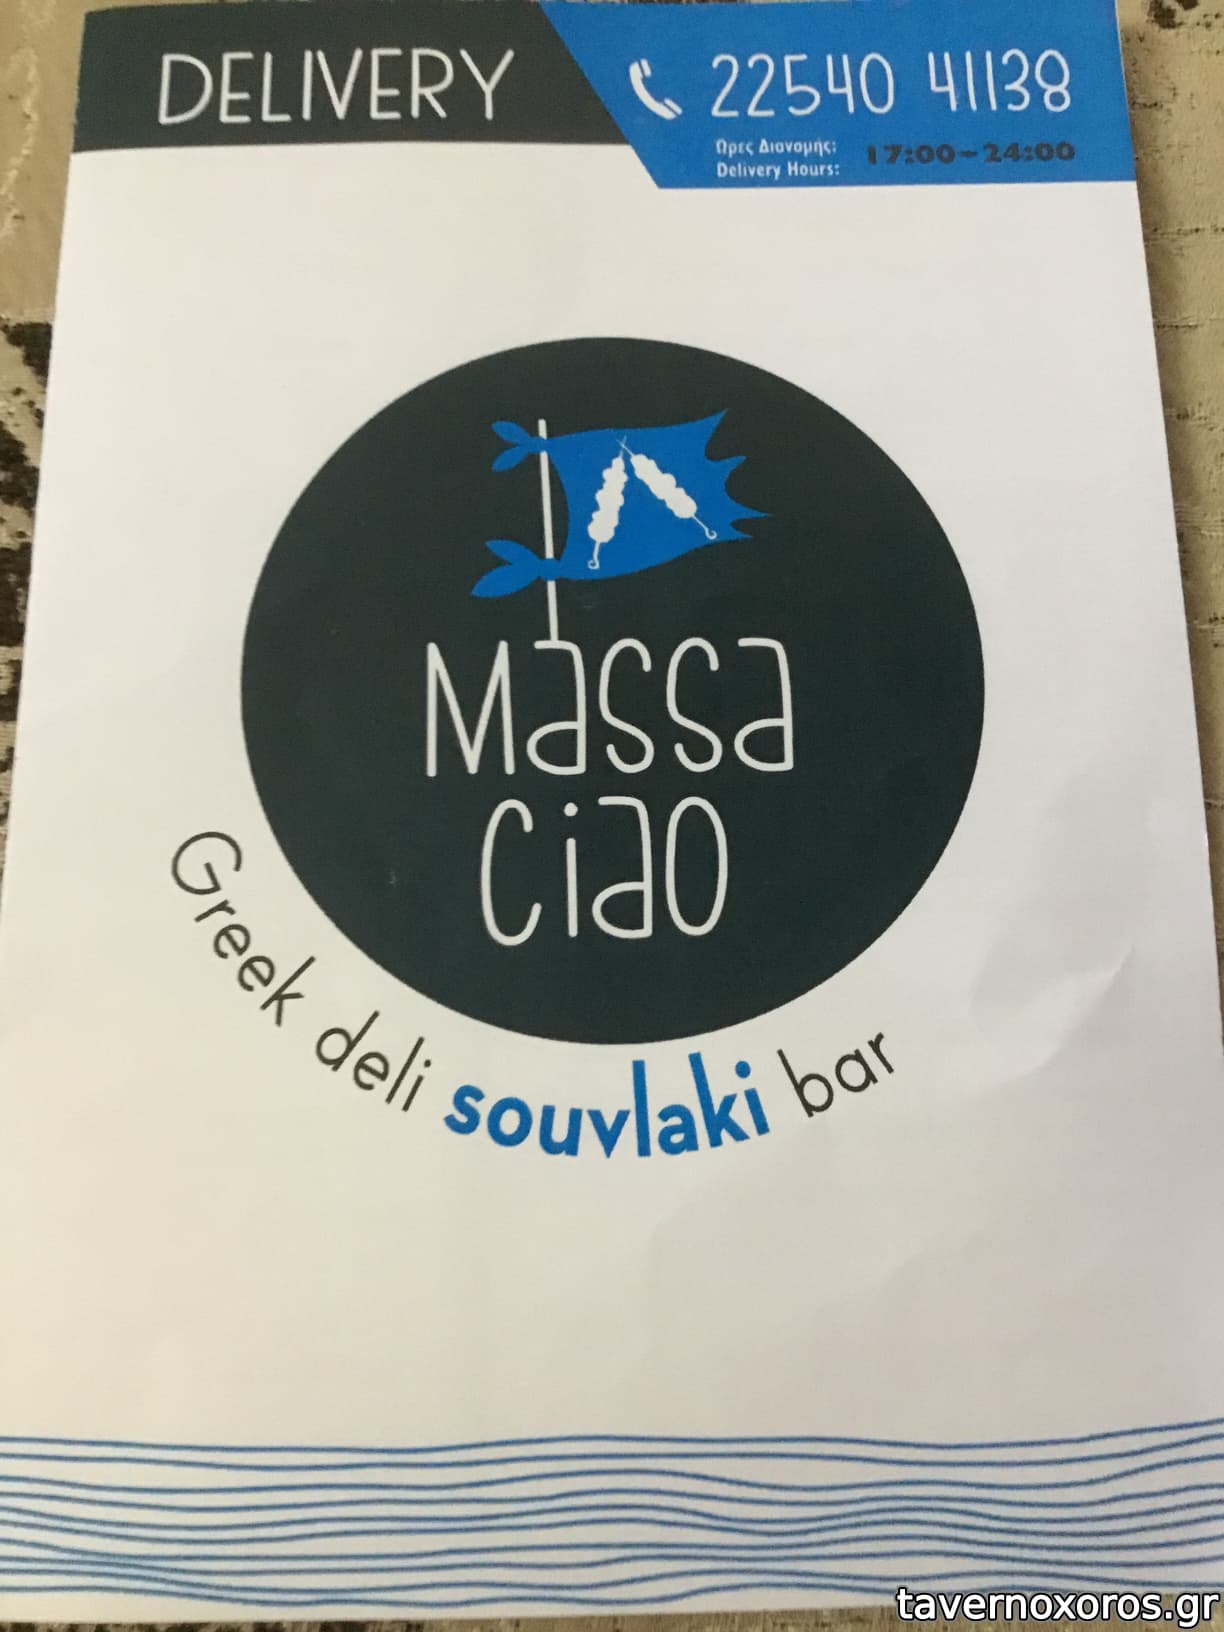 DELIVERY
22540 41138
Ώρες Διανομής: 17:00-24:00
Delivery Hours:
Massa
Ciao
Greek deli souvlaki bar
tavernoxoros.gr